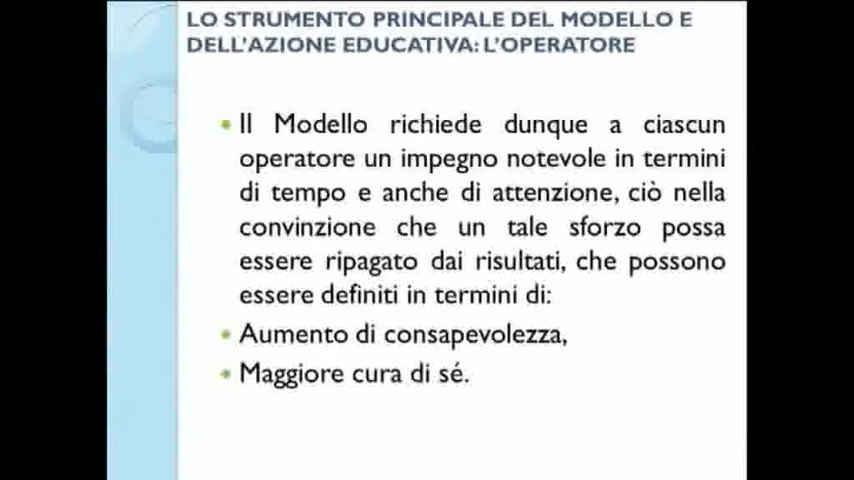 LO STRUMENTO PRINCIPALE DEL MODELLO E
DELL'AZIONE EDUCATIVA: L'OPERATORE
• Il Modello richiede dunque a ciascun
operatore un impegno notevole in termini
di tempo e anche di attenzione, ciò nella
convinzione che un tale sforzo possa
essere ripagato dai risultati, che possono
essere definiti in termini di:
• Aumento di consapevolezza,
• Maggiore cura di sé.